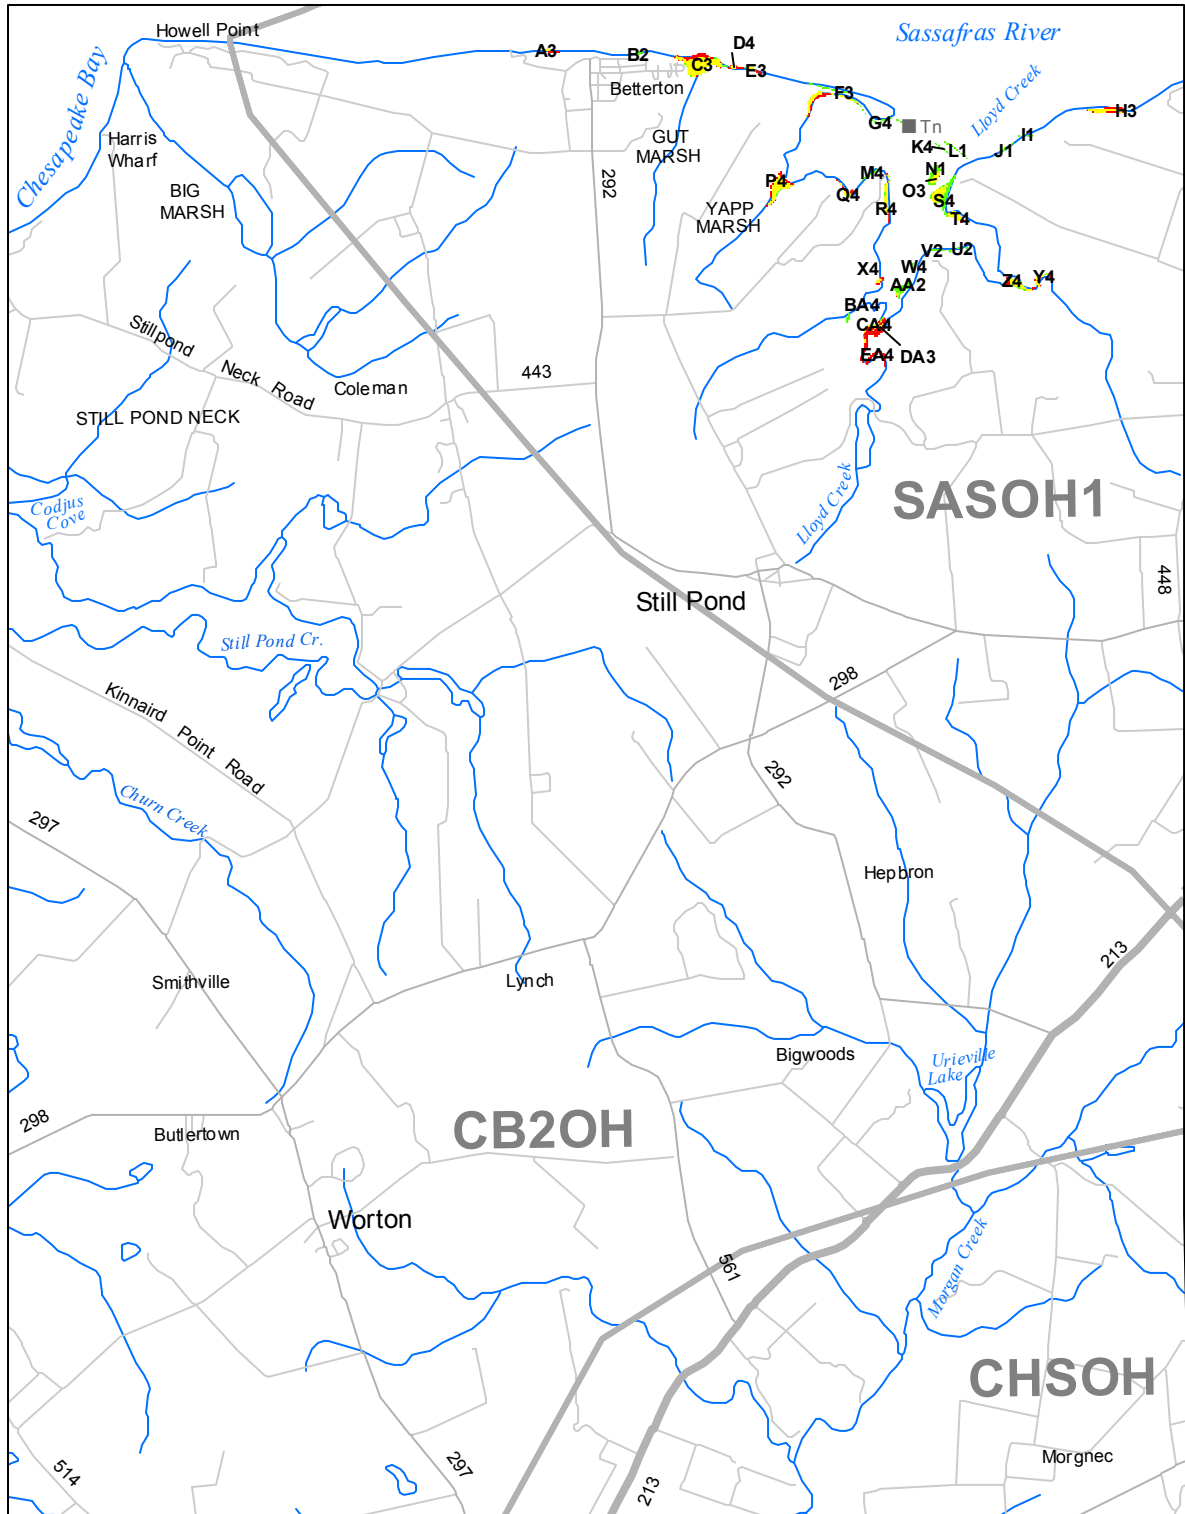 Howell Point
Sassafras River
Chesapeake Bay
A3
B2
C3
D4
E3
Betterton
Lloyd Creek
F3
G4
Tn
H3
I1
J1
K4
L1
Harris
Wharf
GUT
MARSH
292
BIG
MARSH
M4
N1
O3
P4
Q4
R4
S4
T4
YAPP
MARSH
U2
V2
W4
X4
Y4
Z4
AA2
BA4
CA4
DA3
EA4
Stillpond
Neck Road
Coleman
443
STILL POND NECK
Codjus
Cove
Lloyd Creek
SASOH1
448
Still Pond
Still Pond Cr.
298
Kinnaird Point Road
292
Churn Creek
297
Hepbron
213
Smithville
Lynch
Bigwoods
Urieville
Lake
298
Butlertown
CB2OH
Worton
561
Morgan Creek
CHSOH
514
297
213
Morgnec